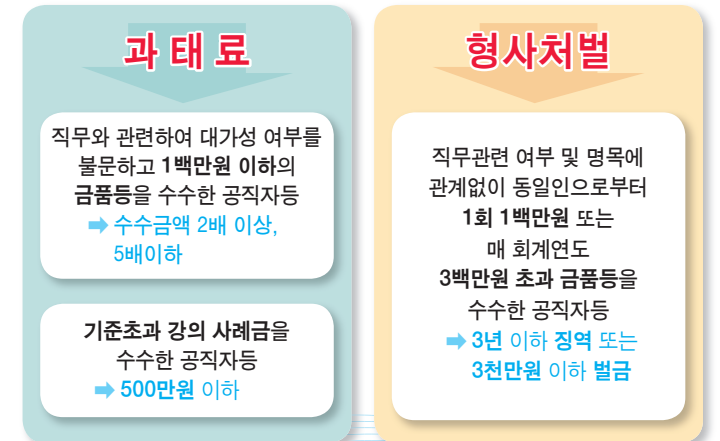 과태료
직무와 관련하여 대가성 여부를
불문하고 1백만원 이하의
금품등을 수수한 공직자등
➡ 수수금액 2배 이상,
5배이하
기준초과 강의 사례금을
수수한 공직자등
➡ 500만원 이하
형사처벌
직무관련 여부 및 명목에
관계없이 동일인으로부터
1회 1백만원 또는
매 회계연도
3백만원 초과 금품등을
수수한 공직자등
➡ 3년 이하 징역 또는
3천만원 이하 벌금